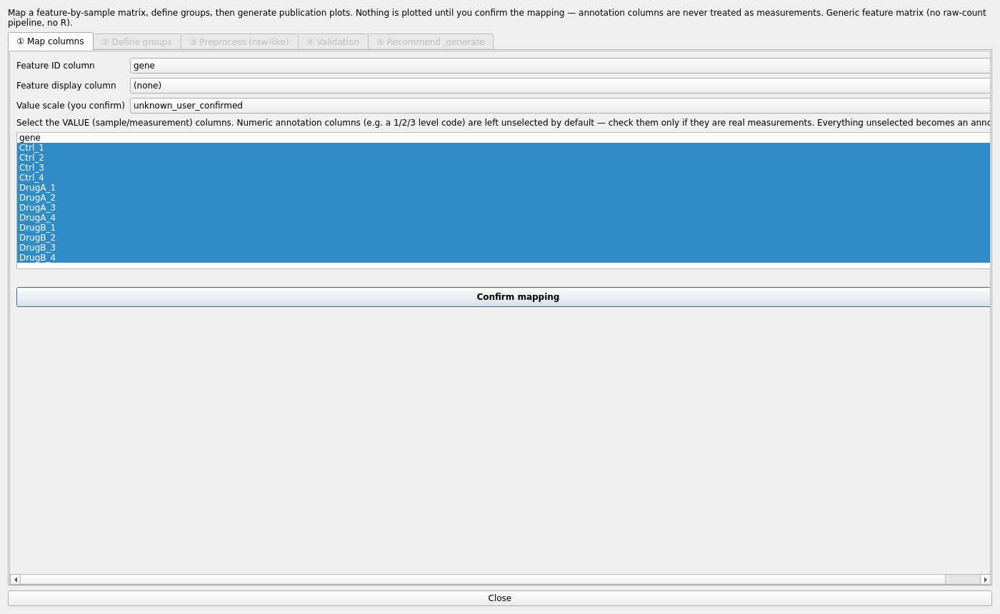 Map a feature-by-sample matrix, define groups, then generate publication plots. Nothing is plotted until you confirm the mapping — annotation columns are never treated as measurements. Generic feature matrix (no raw-count
pipeline, no R).
① Map columns
② Define groups
③ Preprocess (raw-like)
④ Validation
⑤ Recommend _generate
Feature ID column
gene
Feature display column
(none)
Value scale (you confirm)
unknown_user_confirmed
Select the VALUE (sample/measurement) columns. Numeric annotation columns (e.g. a 1/2/3 level code) are left unselected by default — check them only if they are real measurements. Everything unselected becomes an anno
gene
Ctrl_1
Ctrl_2
Ctrl_3
Ctrl_4
DrugA_1
DrugA_2
DrugA_3
DrugA_4
DrugB_1
DrugB_2
DrugB_3
DrugB_4
Confirm mapping
Close